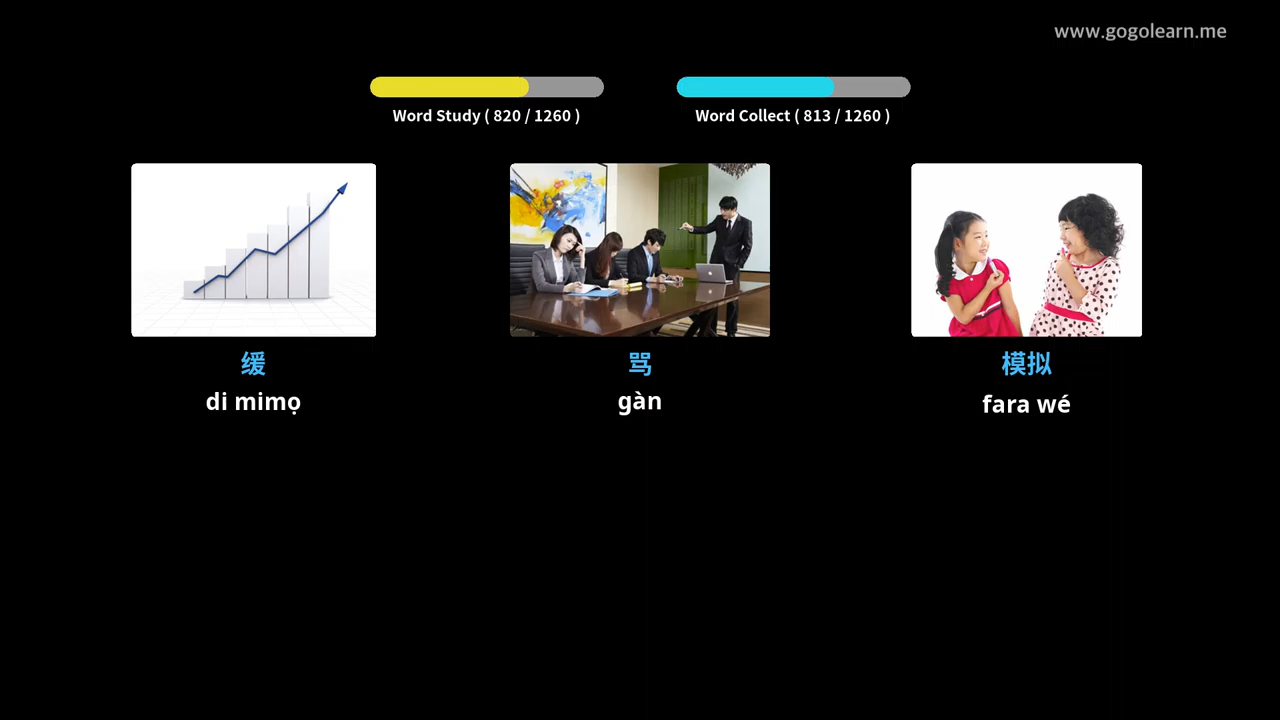 www.gogolearn.me
Word Study ( 820 / 1260 )
Word Collect ( 813 / 1260 )
缓
骂
模拟
di mimọ
gàn
fara wé